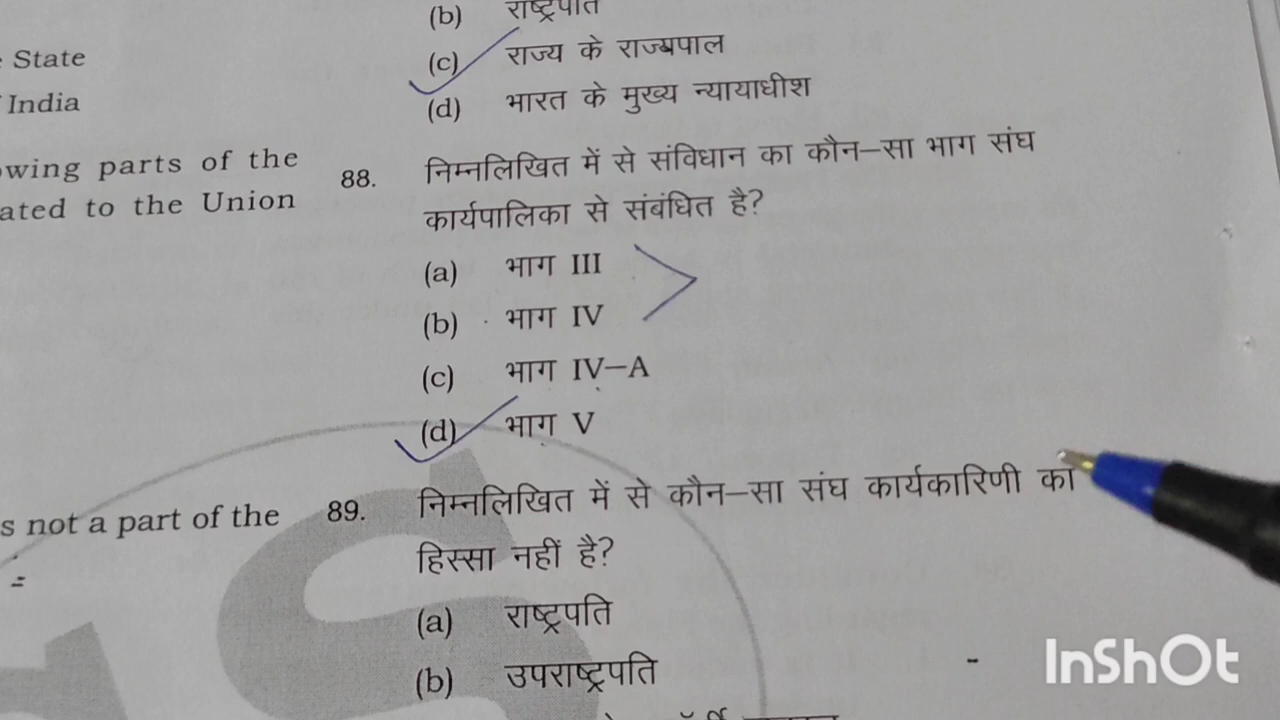 State
India
wing parts of the
ated to the Union
s not a part of the
(b) राष्ट्रपति
(c) राज्य के राज्यपाल
(d) भारत के मुख्य न्यायाधीश
88. निम्नलिखित में से संविधान का कौन–सा भाग संघ
कार्यपालिका से संबंधित है?
(a) भाग III
(b) भाग IV
(c) भाग IV–A
(d) भाग V
89. निम्नलिखित में से कौन–सा संघ कार्यकारिणी का
हिस्सा नहीं है?
(a) राष्ट्रपति
(b) उपराष्ट्रपति
InShOt